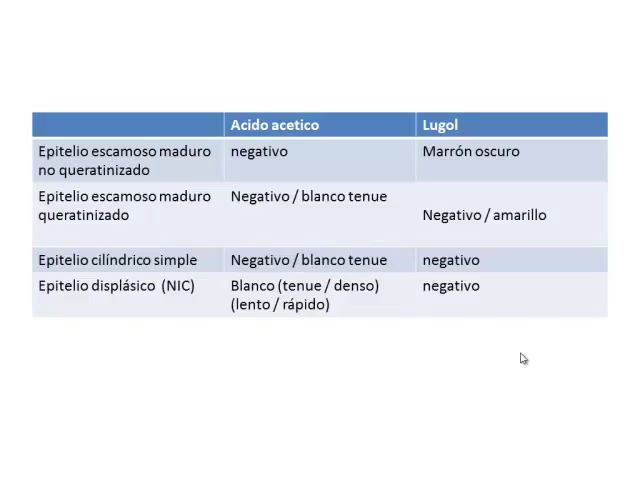 Acido acetico Lugol
Epitelio escamoso maduro negativo Marrón oscuro
no queratinizado
Epitelio escamoso maduro Negativo / blanco tenue
queratinizado Negativo / amarillo
Epitelio cilíndrico simple Negativo / blanco tenue negativo
Epitelio displásico (NIC) Blanco (tenue / denso) negativo
(lento / rápido)